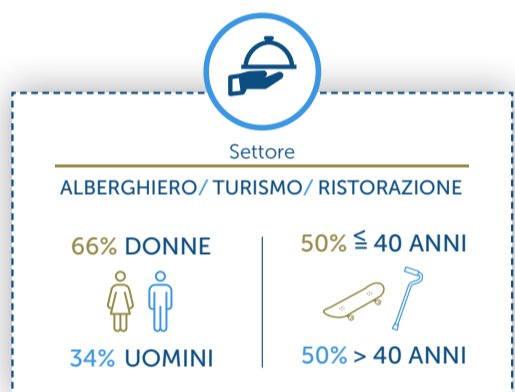 Settore
ALBERGHIERO/ TURISMO/ RISTORAZIONE
66% DONNE
34% UOMINI
50% ≦ 40 ANNI
50% > 40 ANNI